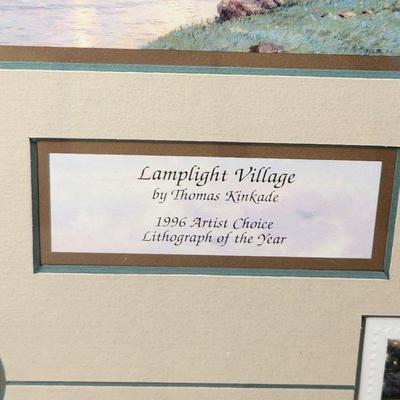 Lamplight Village
by Thomas Kinkade
1996 Artist Choice
Lithograph of the Year